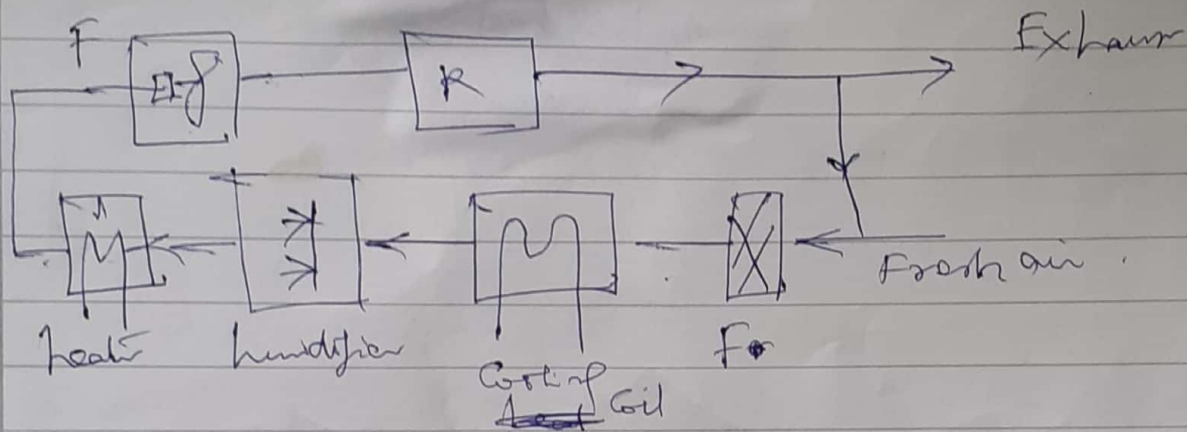 F
Exhaust
R
Fresh air.
heater
humidifier
F
Cooling
Coil